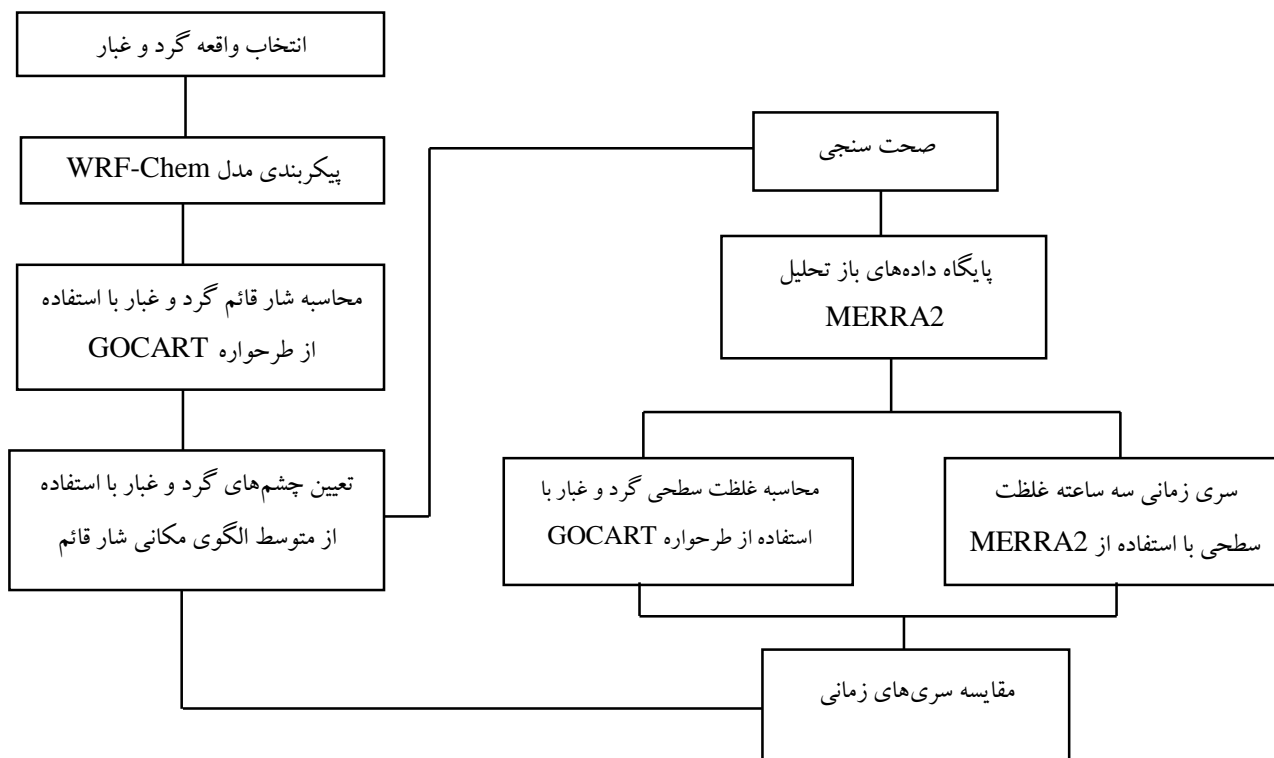 انتخاب واقعه گرد و غبار
پیکربندی مدل WRF-Chem
محاسبه شار قائم گرد و غبار با استفاده
از طرحواره GOCART
تعیین چشم‌های گرد و غبار با استفاده
از متوسط الگوی مکانی شار قائم
صحت سنجی
پایگاه داده‌های باز تحلیل
MERRA2
محاسبه غلظت سطحی گرد و غبار با
استفاده از طرحواره GOCART
سری زمانی سه ساعته غلظت
سطحی با استفاده از MERRA2
مقایسه سری‌های زمانی